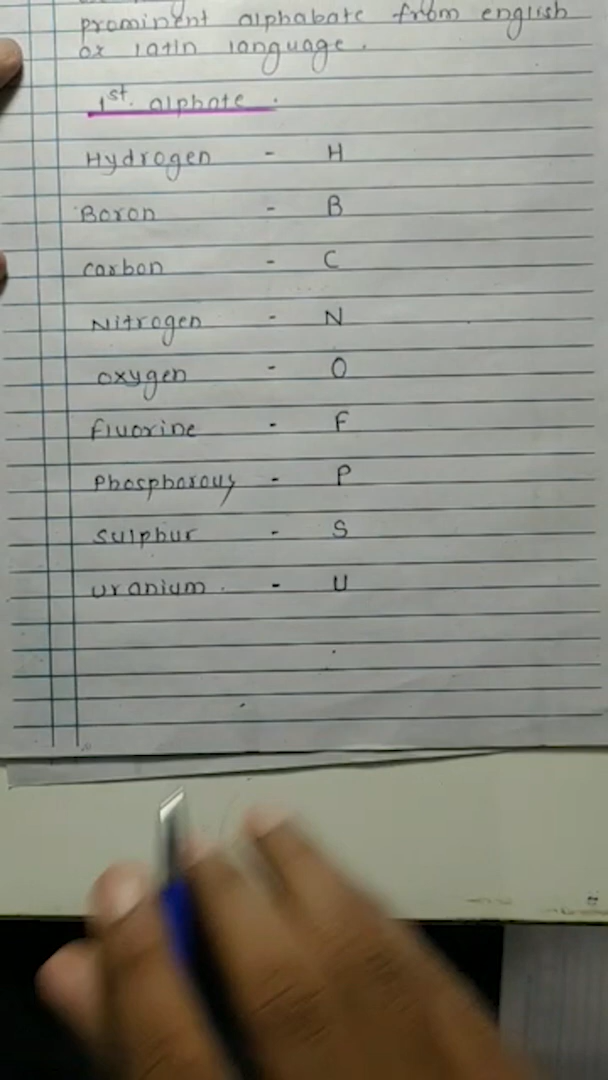 prominent alphabate from english
or latin language.
1st. alphate.
Hydrogen - H
Boron - B
carbon - C
Nitrogen - N
oxygen - O
fluorine - F
Phosphorous - P
sulphur - S
uranium. - U